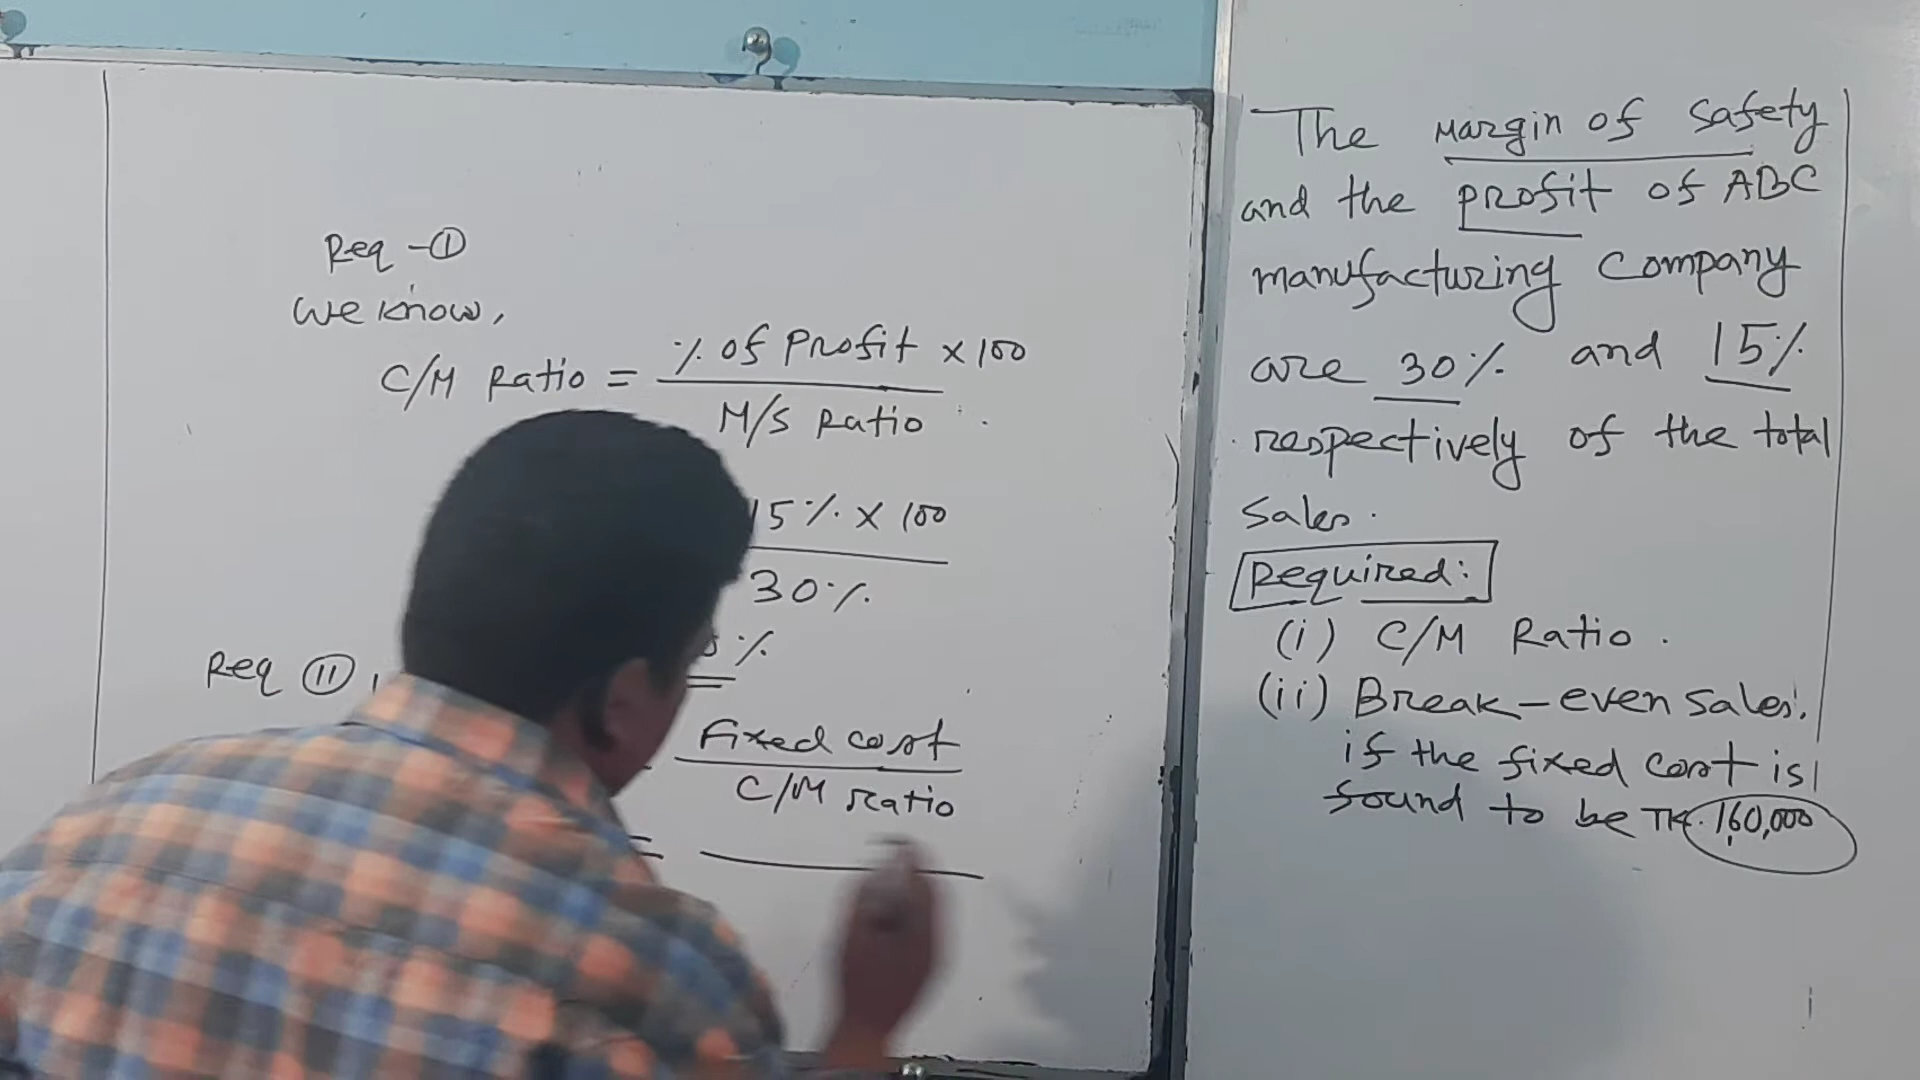 Req - ①
We know,
C/M Ratio = % of Profit × 100
M/S Ratio
15% × 100
30%
%
Req ⑪
Fixed cost
C/M Ratio
=
The Margin of Safety
and the profit of ABC
manufacturing Company
are 30% and 15%
respectively of the total
Sales.
Required:
(i) C/M Ratio.
(ii) Break-even Sales.
if the fixed cost is
found to be TK. 160,000